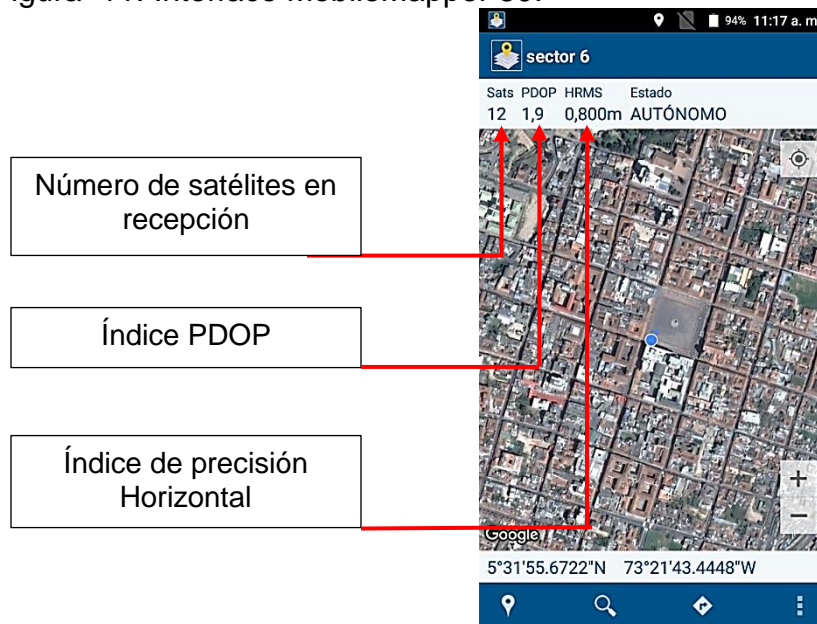 Mobilemapper
94% 11:17 a. m
sector 6
Sats PDOP HRMS Estado
12 1,9 0,800m AUTÓNOMO
Número de satélites en
recepción
Índice PDOP
Índice de precisión
Horizontal
+
−
Google
5°31'55.6722"N 73°21'43.4448"W